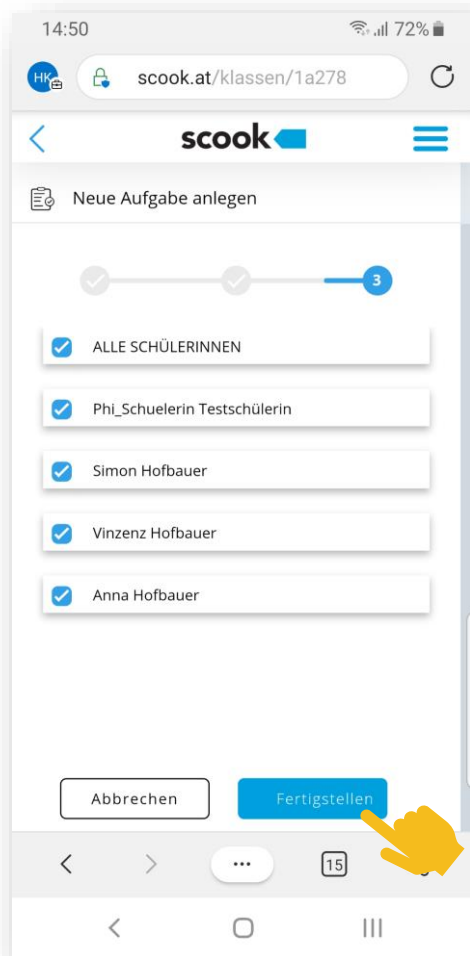 14:50 72%
HK scook.at/klassen/1a278
scook
Neue Aufgabe anlegen
3
ALLE SCHÜLERINNEN
Phi_Schuelerin Testschülerin
Simon Hofbauer
Vinzenz Hofbauer
Anna Hofbauer
Abbrechen Fertigstellen
15